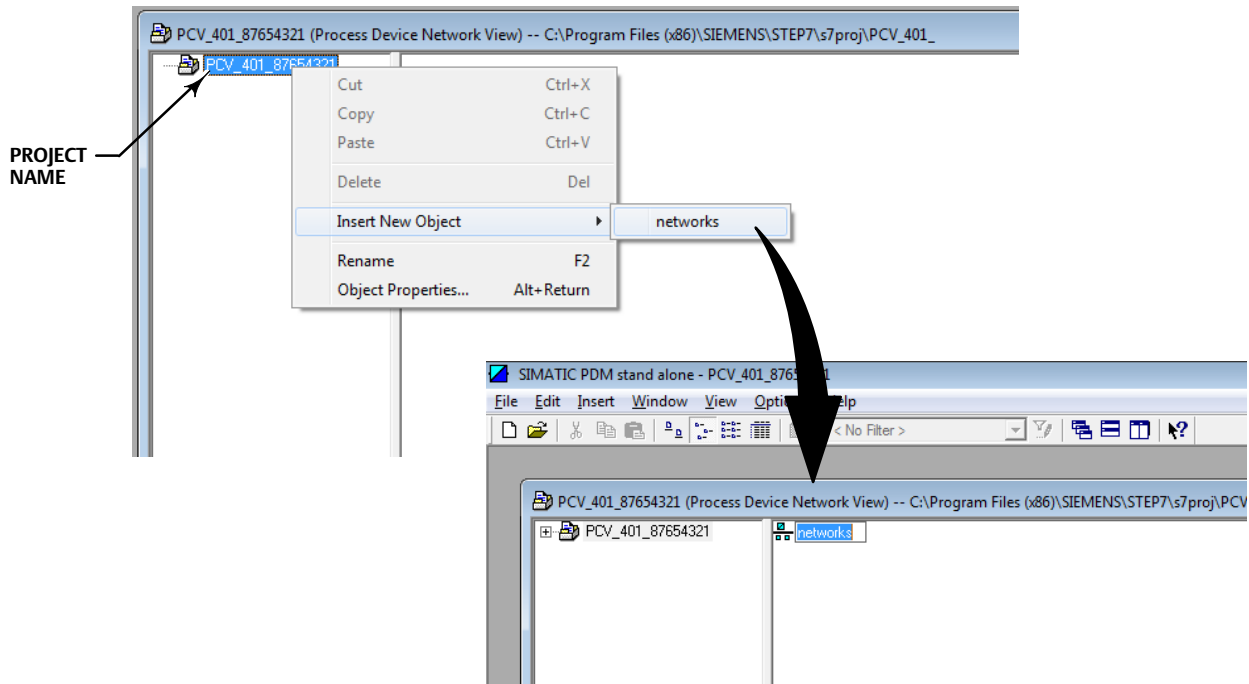 PCV_401_87654321 (Process Device Network View) -- C:\Program Files (x86)\SIEMENS\STEP7\s7proj\PCV_401_
PCV_401_87654321
PROJECT
NAME
Cut Ctrl+X
Copy Ctrl+C
Paste Ctrl+V
Delete Del
Insert New Object networks
Rename F2
Object Properties... Alt+Return
SIMATIC PDM stand alone - PCV_401_876
File Edit Insert Window View
< No Filter >
PCV_401_87654321 (Process Device Network View) -- C:\Program Files (x86)\SIEMENS\STEP7\s7proj\PCV
PCV_401_87654321 networks